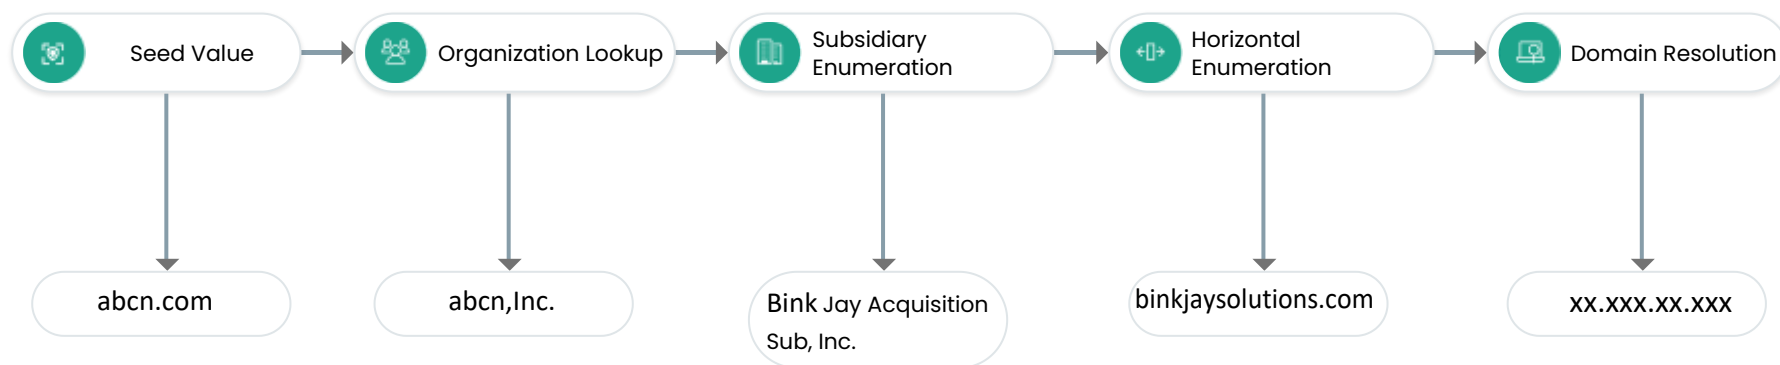 Seed Value
Organization Lookup
Subsidiary
Enumeration
Horizontal
Enumeration
Domain Resolution
abcn.com
abcn,Inc.
Bink Jay Acquisition
Sub, Inc.
binkjaysolutions.com
xx.xxx.xx.xxx